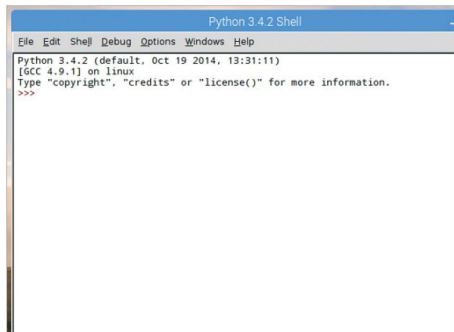 Python 3.4.2 Shell
File Edit Shell Debug Options Windows Help
Python 3.4.2 (default, Oct 19 2014, 13:31:11)
[GCC 4.9.1] on linux
Type "copyright", "credits" or "license()" for more information.
>>>